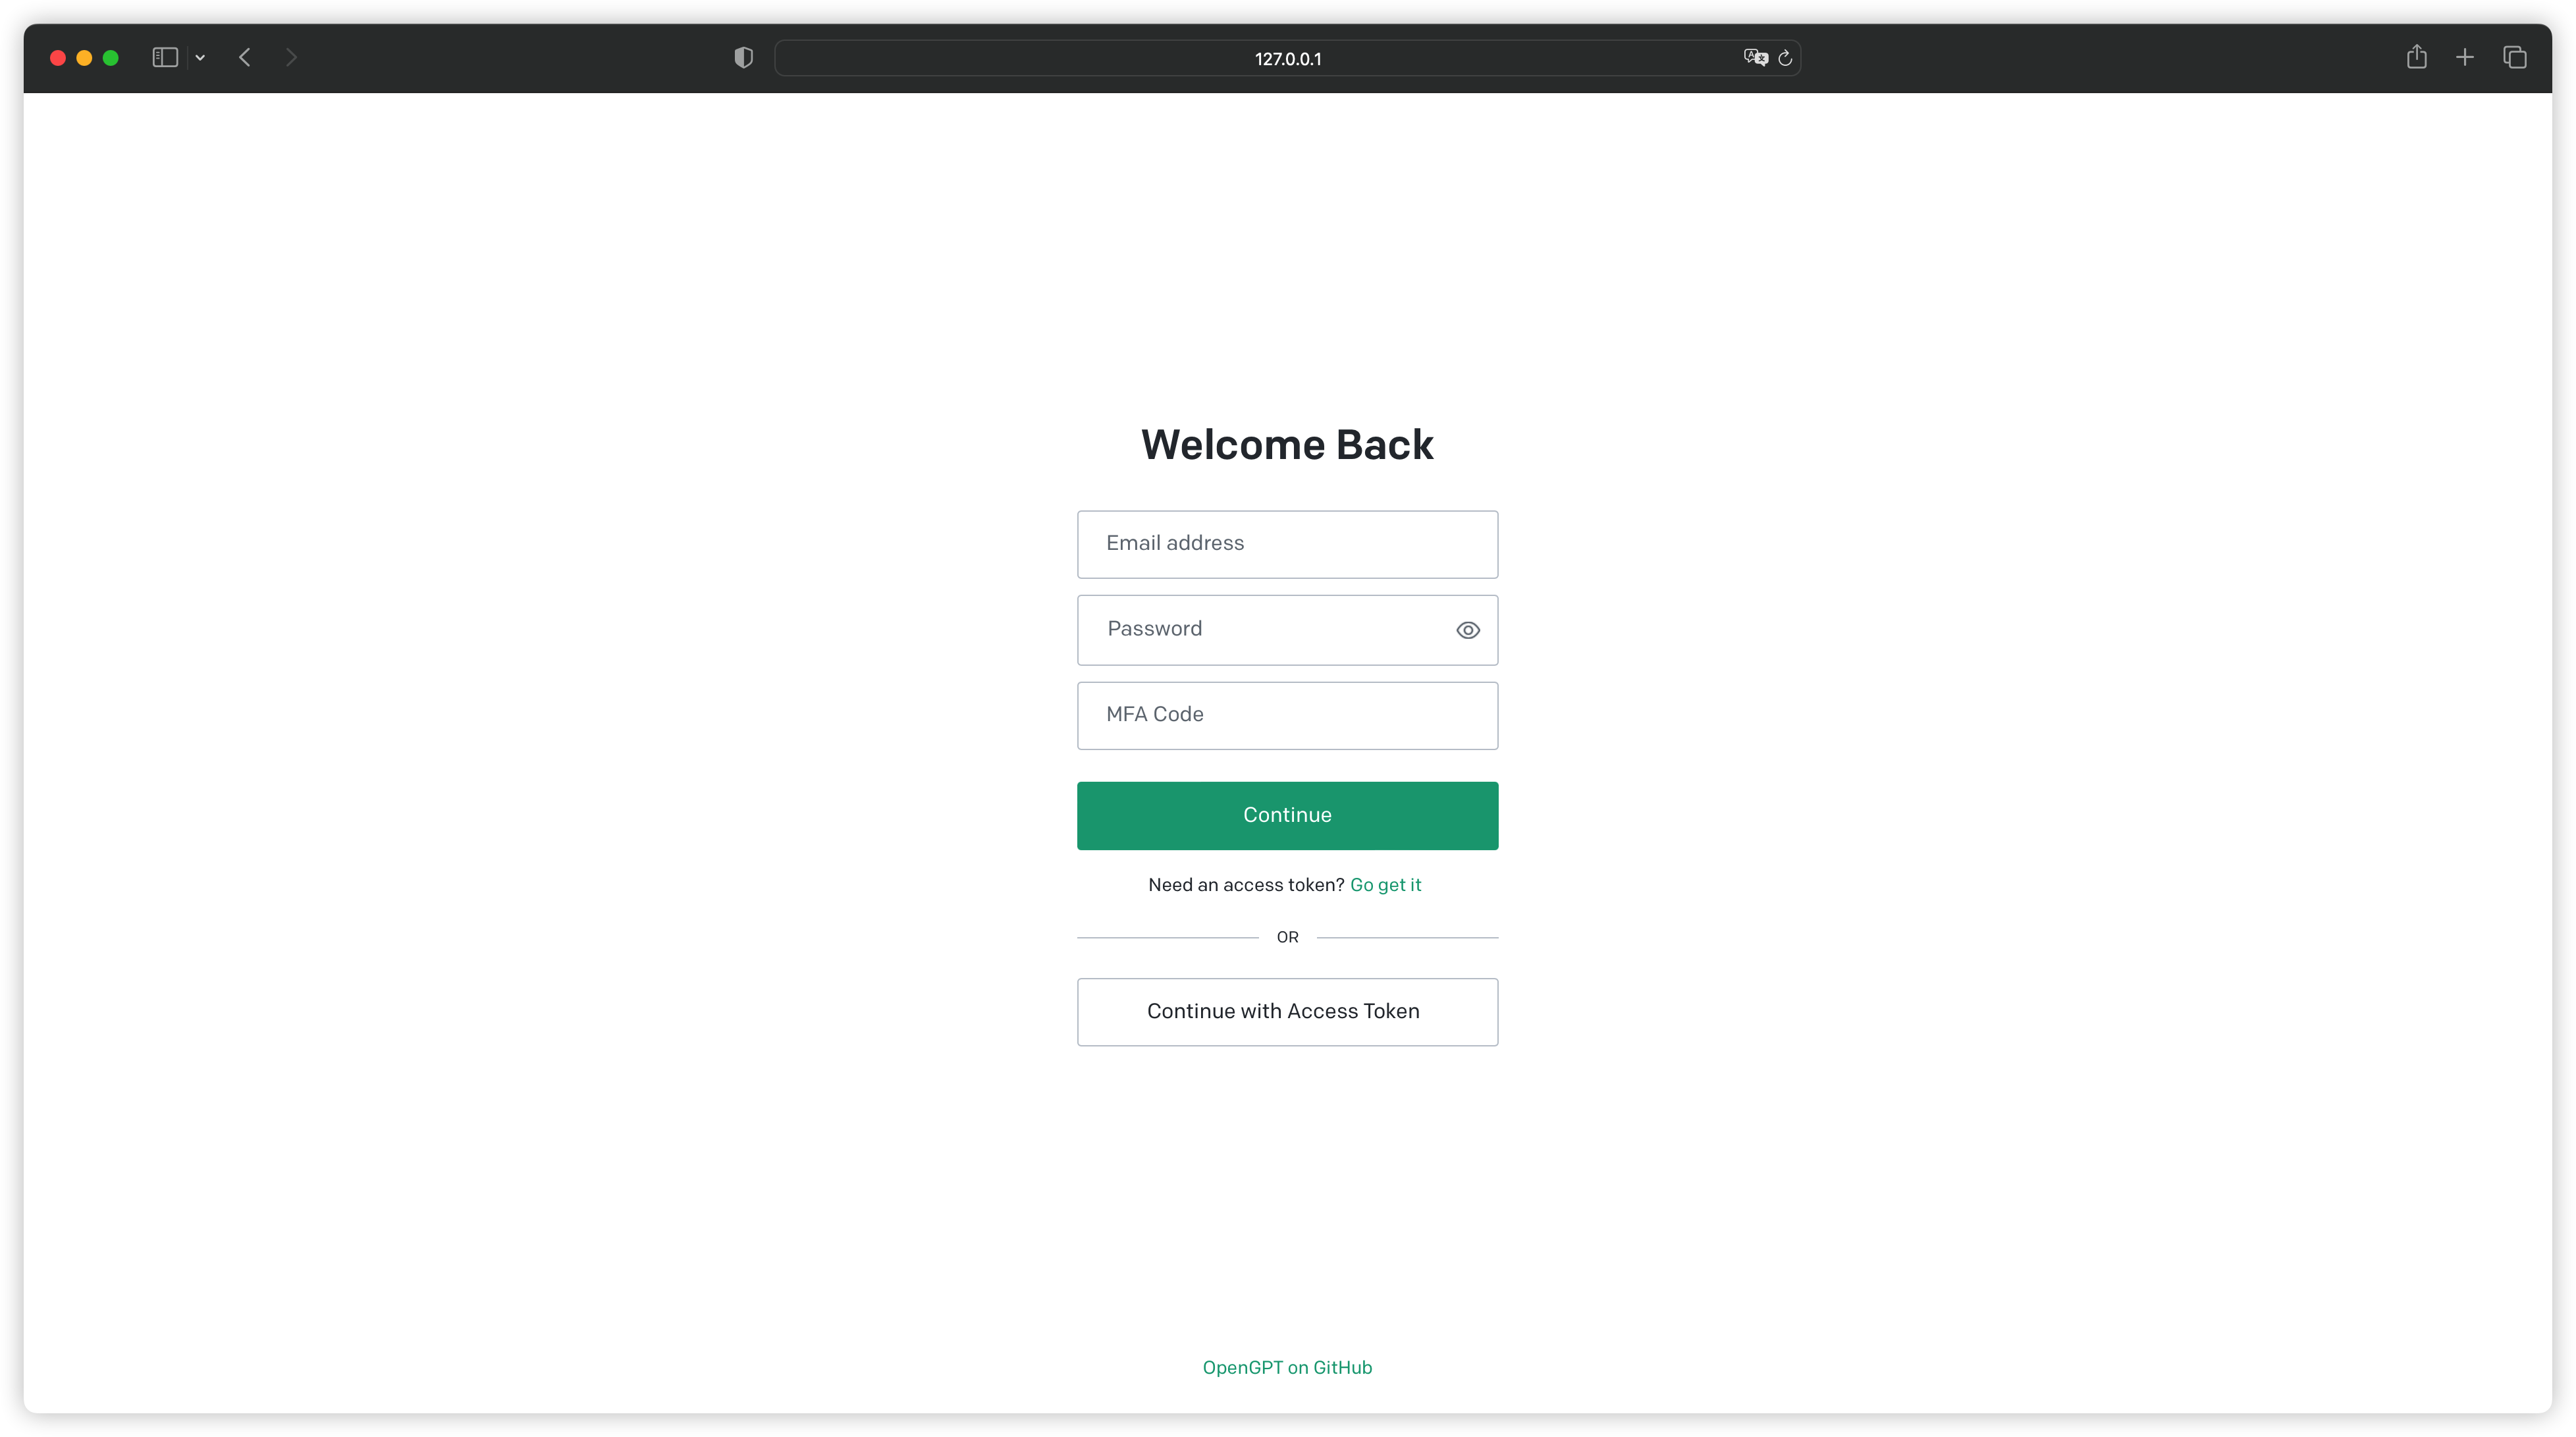 127.0.0.1
Welcome Back
Email address
Password
MFA Code
Continue
Need an access token? Go get it
OR
Continue with Access Token
OpenGPT on GitHub